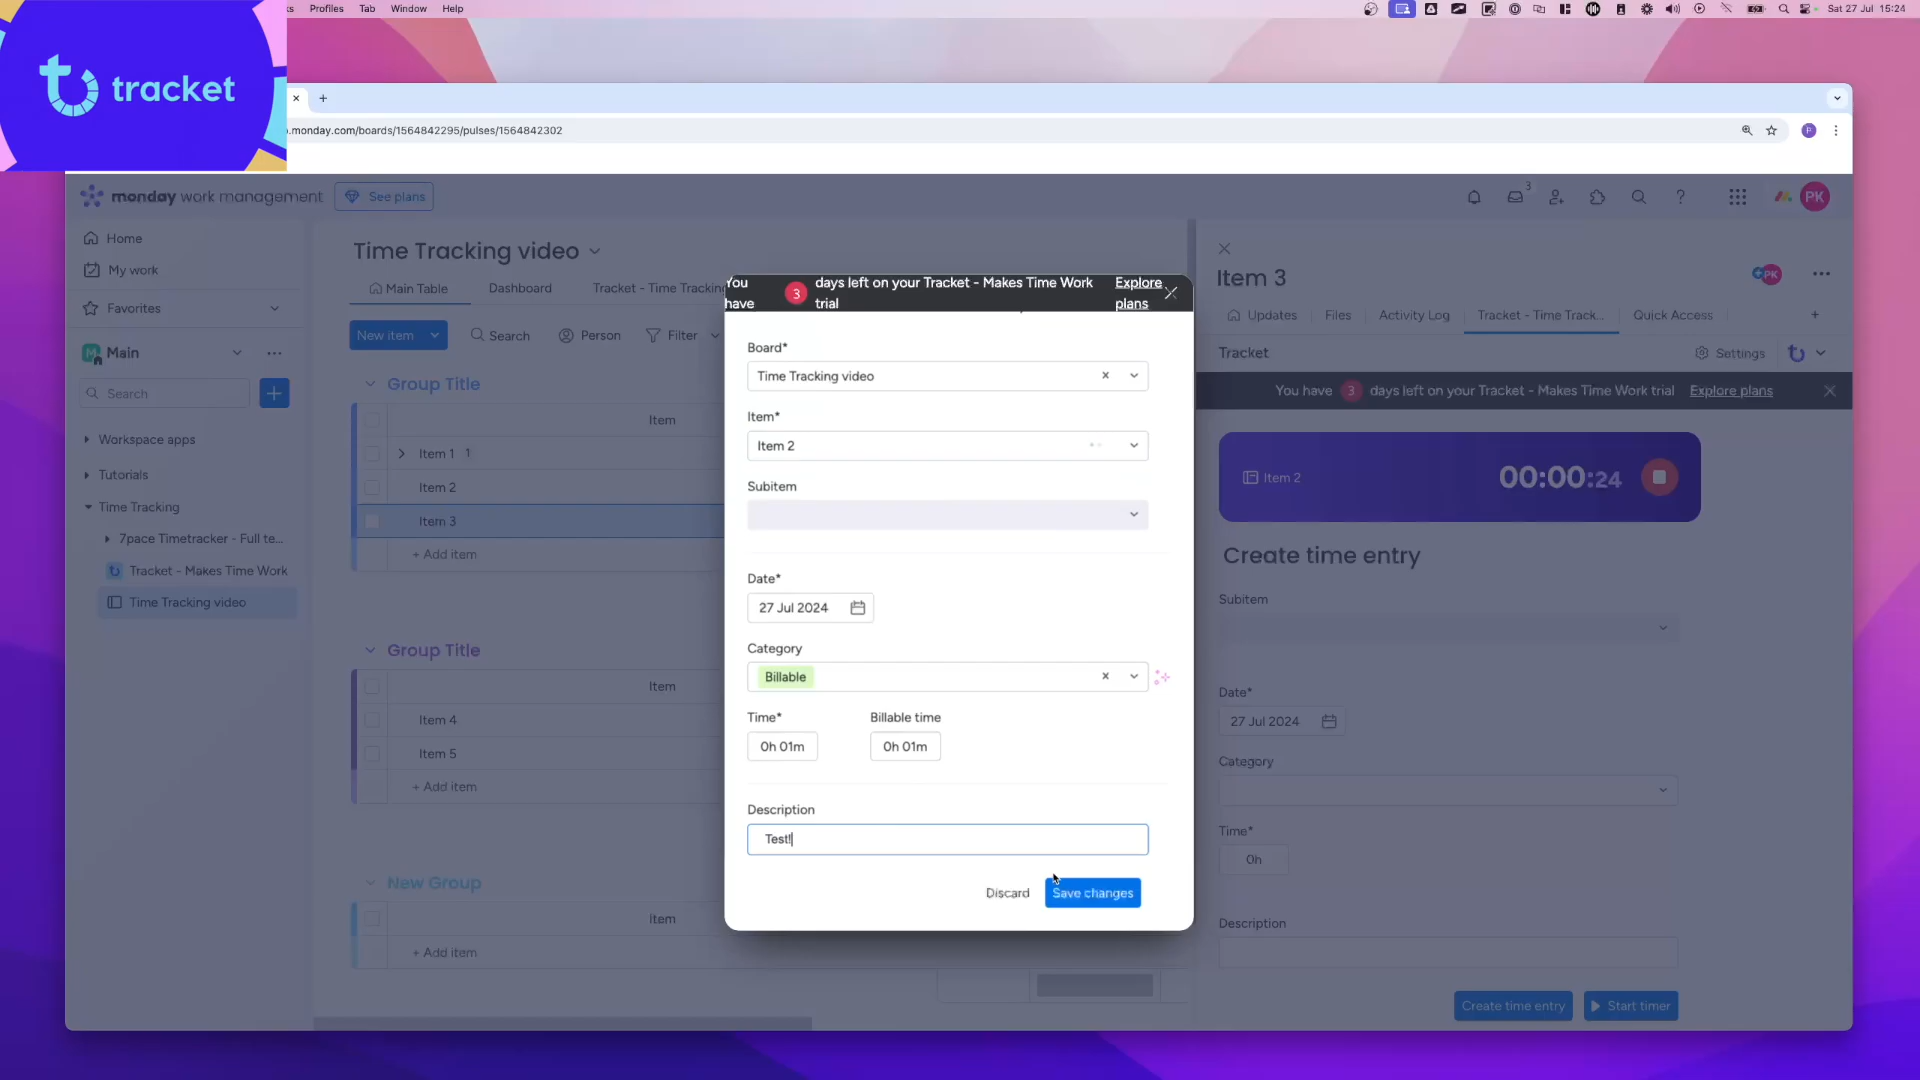 Profiles Tab Window Help
Sat 27 Jul 15:24
tracket
.monday.com/boards/1564842295/pulses/1564842302
monday work management
See plans
3
PK
Home
My work
Favorites
Main
Search
Workspace apps
Tutorials
Time Tracking
7pace Timetracker - Full te...
Tracket - Makes Time Work
Time Tracking video
Time Tracking video
Main Table Dashboard Tracket - Time Tracking
New item Search Person Filter
Group Title
Item
Item 1 1
Item 2
Item 3
+ Add item
Group Title
Item
Item 4
Item 5
+ Add item
New Group
Item
+ Add item
You have 3 days left on your Tracket - Makes Time Work trial Explore plans
Board*
Time Tracking video
Item*
Item 2
Subitem
Date*
27 Jul 2024
Category
Billable
Time* Billable time
0h 01m 0h 01m
Description
Test!
Discard Save changes
Item 3
PK
Updates Files Activity Log Tracket - Time Track... Quick Access
Tracket Settings
You have 3 days left on your Tracket - Makes Time Work trial Explore plans
Item 2 00:00:24
Create time entry
Subitem
Date*
27 Jul 2024
Category
Time*
0h
Description
Create time entry Start timer